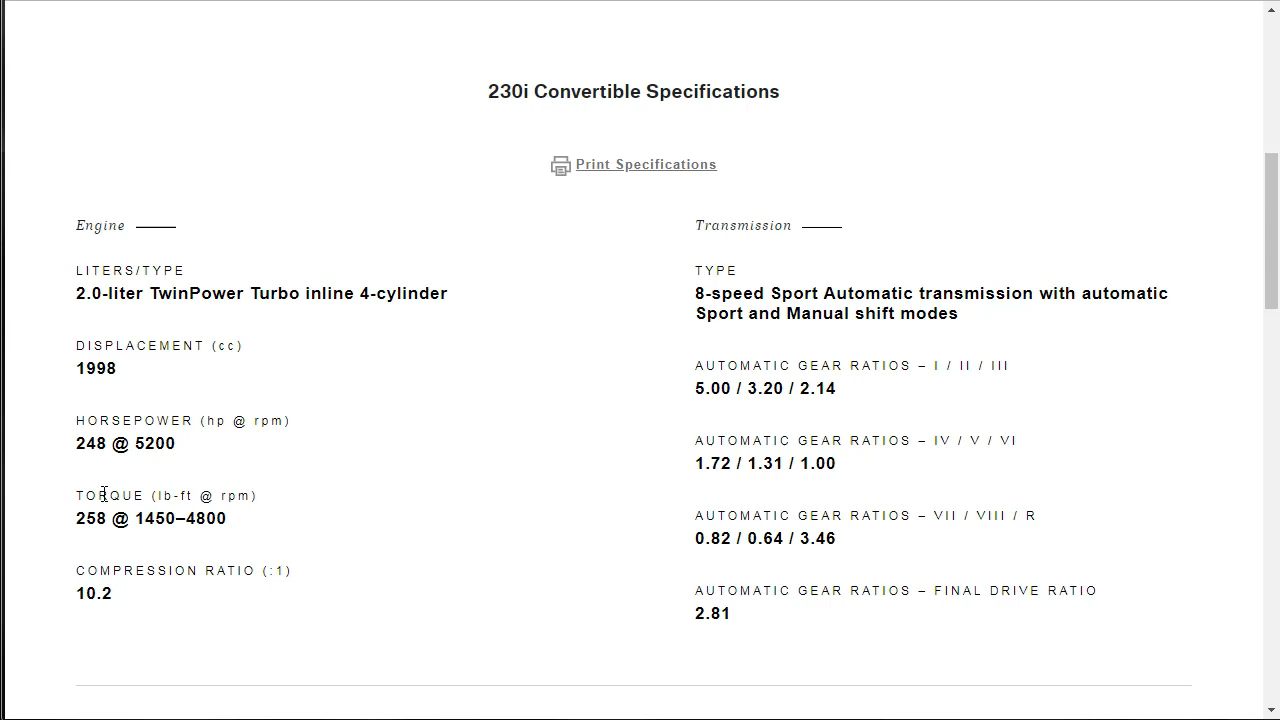 230i Convertible Specifications
Print Specifications
Engine
LITERS/TYPE
2.0-liter TwinPower Turbo inline 4-cylinder
DISPLACEMENT (cc)
1998
HORSEPOWER (hp @ rpm)
248 @ 5200
TORQUE (lb-ft @ rpm)
258 @ 1450–4800
COMPRESSION RATIO (:1)
10.2
Transmission
TYPE
8-speed Sport Automatic transmission with automatic
Sport and Manual shift modes
AUTOMATIC GEAR RATIOS – I / II / III
5.00 / 3.20 / 2.14
AUTOMATIC GEAR RATIOS – IV / V / VI
1.72 / 1.31 / 1.00
AUTOMATIC GEAR RATIOS – VII / VIII / R
0.82 / 0.64 / 3.46
AUTOMATIC GEAR RATIOS – FINAL DRIVE RATIO
2.81